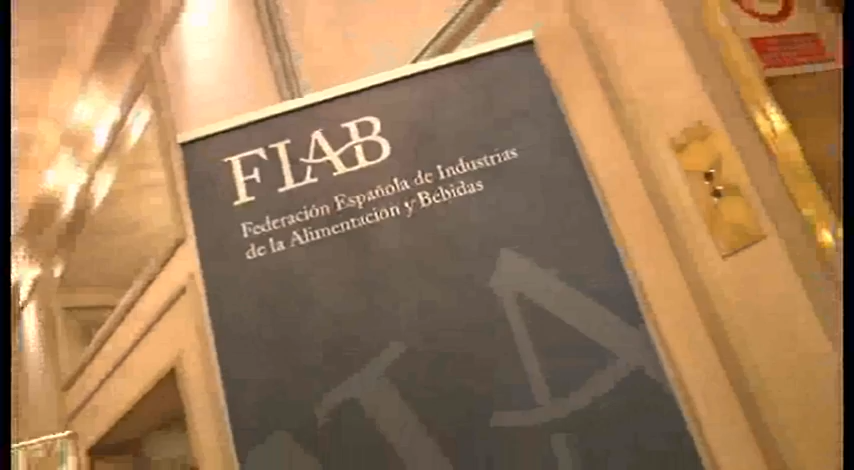 FIAB
Federación Española de Industrias
de la Alimentación y Bebidas